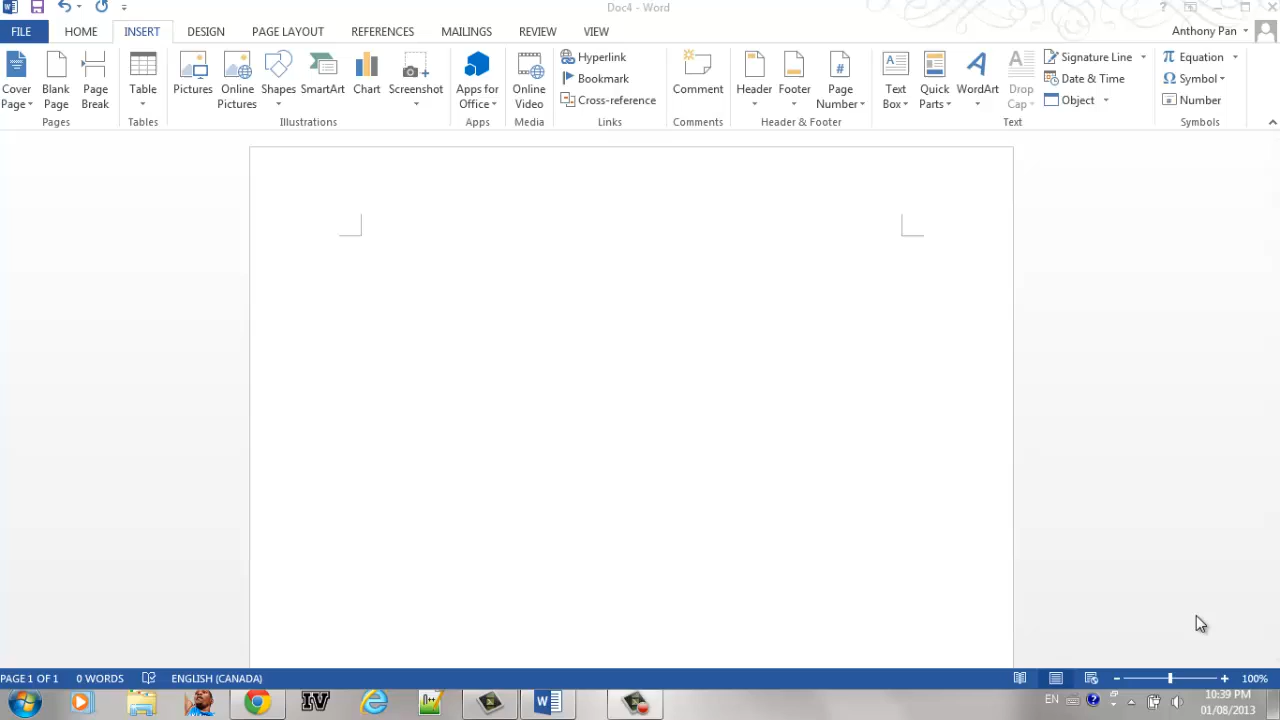 Doc4 - Word
FILE HOME INSERT DESIGN PAGE LAYOUT REFERENCES MAILINGS REVIEW VIEW Anthony Pan
Cover Page
Blank Page
Page Break
Pages
Table
Tables
Pictures
Online Pictures
Shapes
SmartArt
Chart
Screenshot
Illustrations
Apps for Office
Apps
Online Video
Media
Hyperlink
Bookmark
Cross-reference
Links
Comment
Comments
Header
Footer
Page Number
Header & Footer
Text Box
Quick Parts
WordArt
Drop Cap
Signature Line
Date & Time
Object
Text
Equation
Symbol
Number
Symbols
PAGE 1 OF 1 0 WORDS ENGLISH (CANADA) 100%
EN 10:39 PM
01/08/2013